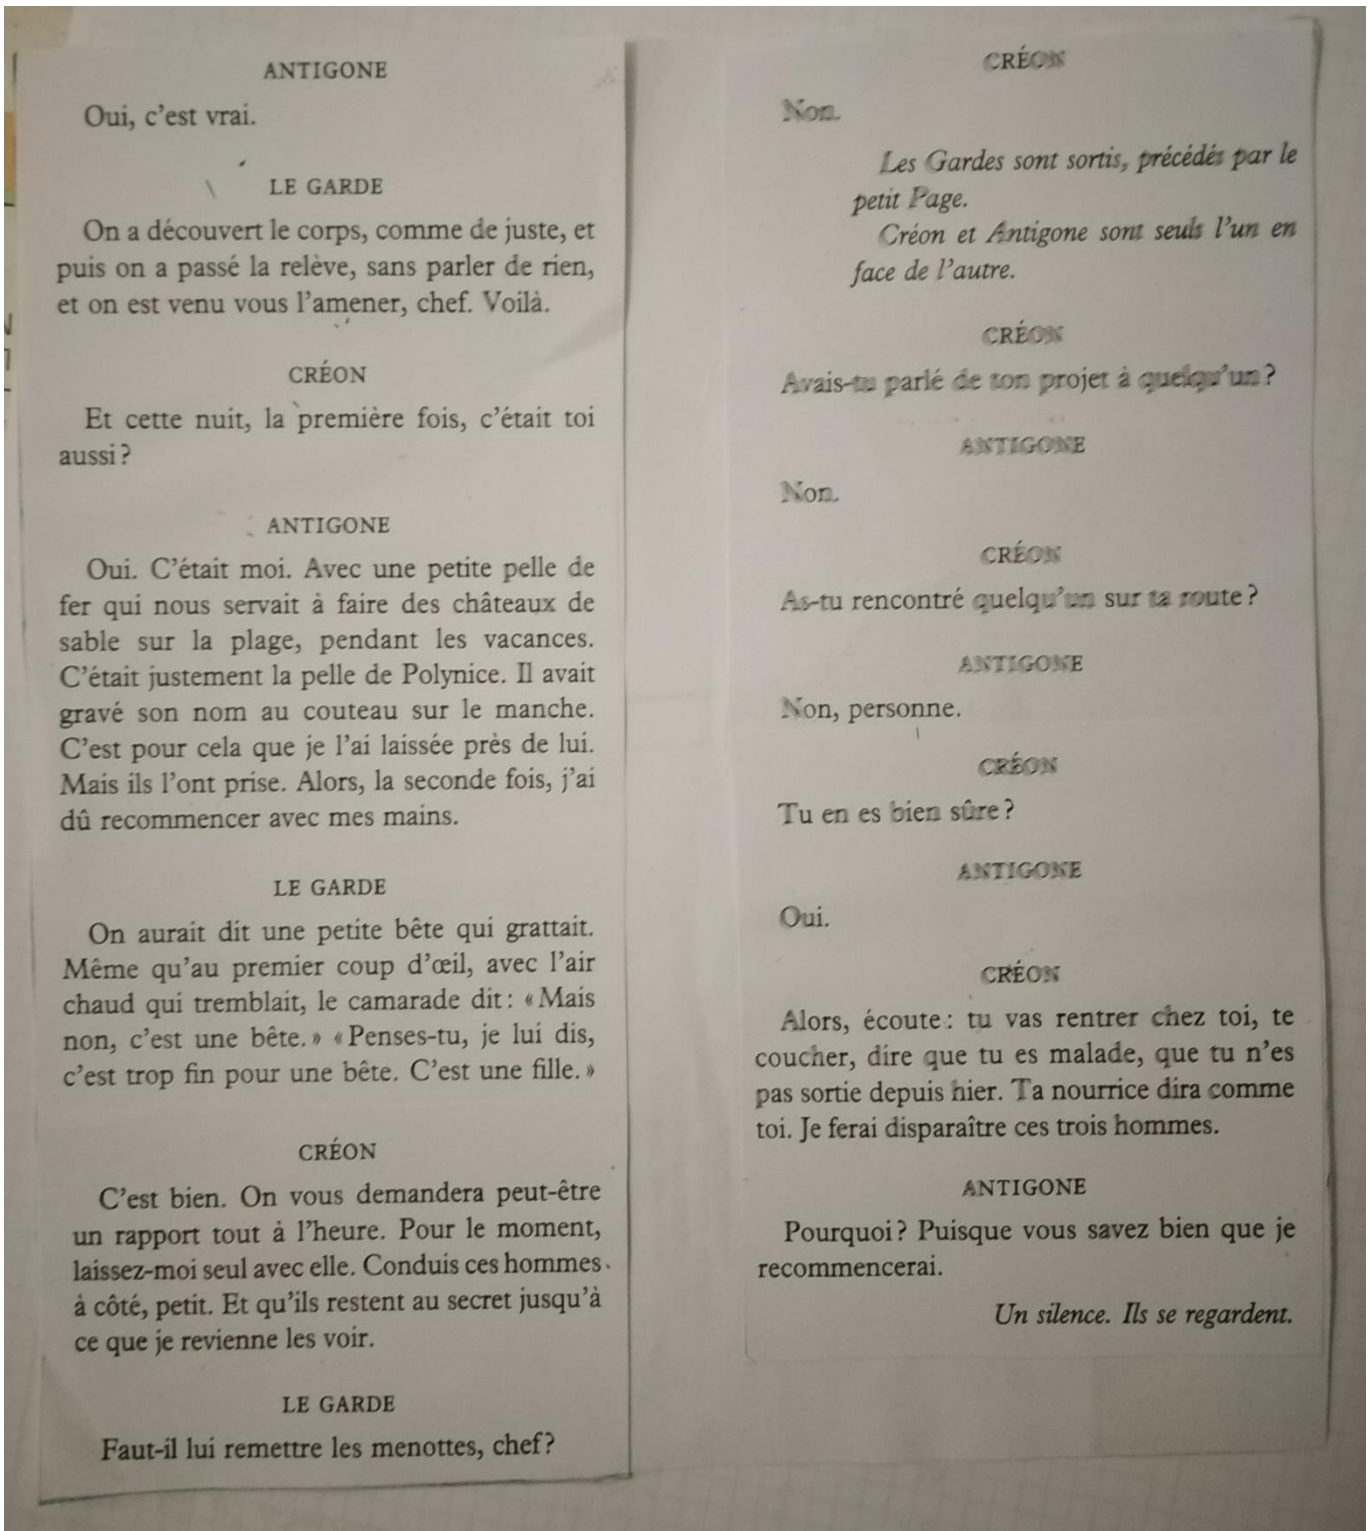 ANTIGONE
Oui, c'est vrai.
LE GARDE
On a découvert le corps, comme de juste, et
puis on a passé la relève, sans parler de rien,
et on est venu vous l'amener, chef. Voilà.
CRÉON
Et cette nuit, la première fois, c'était toi
aussi ?
ANTIGONE
Oui. C'était moi. Avec une petite pelle de
fer qui nous servait à faire des châteaux de
sable sur la plage, pendant les vacances.
C'était justement la pelle de Polynice. Il avait
gravé son nom au couteau sur le manche.
C'est pour cela que je l'ai laissée près de lui.
Mais ils l'ont prise. Alors, la seconde fois, j'ai
dû recommencer avec mes mains.
LE GARDE
On aurait dit une petite bête qui grattait.
Même qu'au premier coup d'œil, avec l'air
chaud qui tremblait, le camarade dit : « Mais
non, c'est une bête. » « Penses-tu, je lui dis,
c'est trop fin pour une bête. C'est une fille. »
CRÉON
C'est bien. On vous demandera peut-être
un rapport tout à l'heure. Pour le moment,
laissez-moi seul avec elle. Conduis ces hommes
à côté, petit. Et qu'ils restent au secret jusqu'à
ce que je revienne les voir.
LE GARDE
Faut-il lui remettre les menottes, chef ?
CRÉON
Non.
Les Gardes sont sortis, précédés par le
petit Page.
Créon et Antigone sont seuls l'un en
face de l'autre.
CRÉON
Avais-tu parlé de ton projet à quelqu'un ?
ANTIGONE
Non.
CRÉON
As-tu rencontré quelqu'un sur ta route ?
ANTIGONE
Non, personne.
CRÉON
Tu en es bien sûre ?
ANTIGONE
Oui.
CRÉON
Alors, écoute : tu vas rentrer chez toi, te
coucher, dire que tu es malade, que tu n'es
pas sortie depuis hier. Ta nourrice dira comme
toi. Je ferai disparaître ces trois hommes.
ANTIGONE
Pourquoi ? Puisque vous savez bien que je
recommencerai.
Un silence. Ils se regardent.